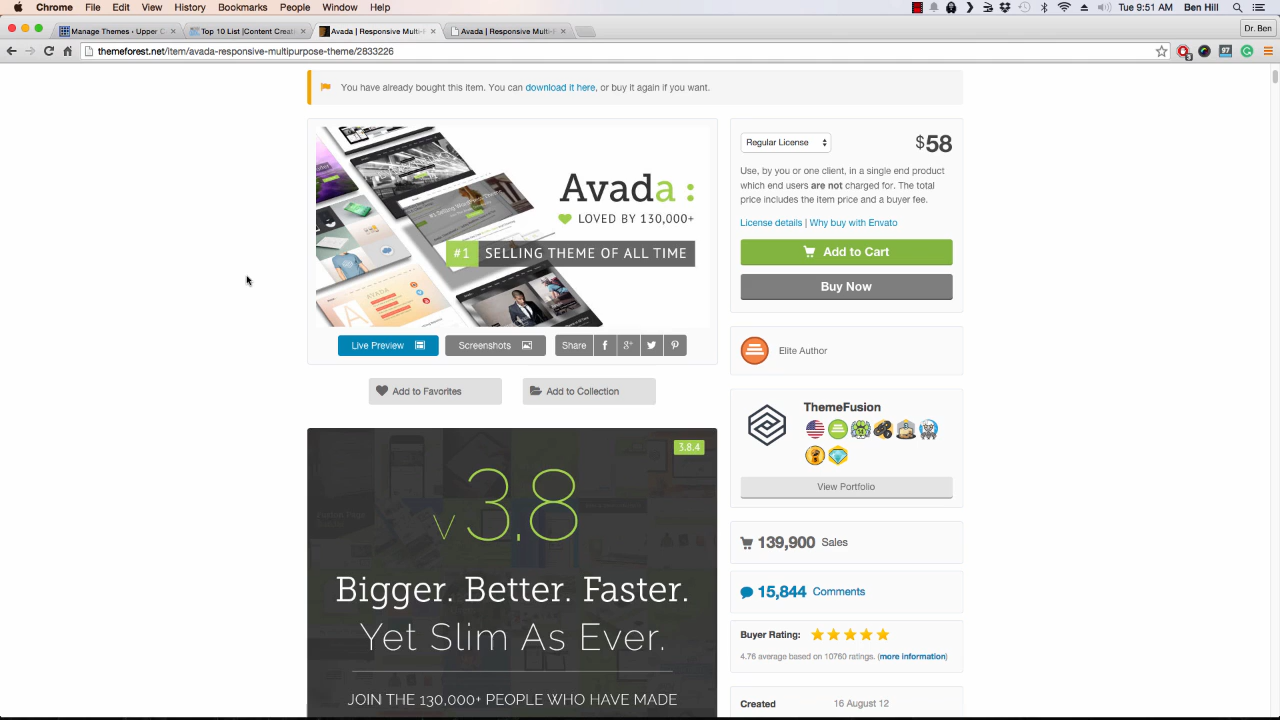 Chrome File Edit View History Bookmarks People Window Help Tue 9:51 AM Ben Hill
Manage Themes • Upper C Top 10 List |Content Creat Avada | Responsive Multi-P Avada | Responsive Multi-P Dr. Ben
themeforest.net/item/avada-responsive-multipurpose-theme/2833226
You have already bought this item. You can download it here, or buy it again if you want.
Avada :
LOVED BY 130,000+
#1 SELLING THEME OF ALL TIME
Live Preview Screenshots Share
Add to Favorites Add to Collection
3.8.4
v 3.8
Bigger. Better. Faster.
Yet Slim As Ever.
JOIN THE 130,000+ PEOPLE WHO HAVE MADE
Regular License $58
Use, by you or one client, in a single end product
which end users are not charged for. The total
price includes the item price and a buyer fee.
License details | Why buy with Envato
Add to Cart
Buy Now
Elite Author
ThemeFusion
View Portfolio
139,900 Sales
15,844 Comments
Buyer Rating:
4.76 average based on 10760 ratings. (more information)
Created 16 August 12